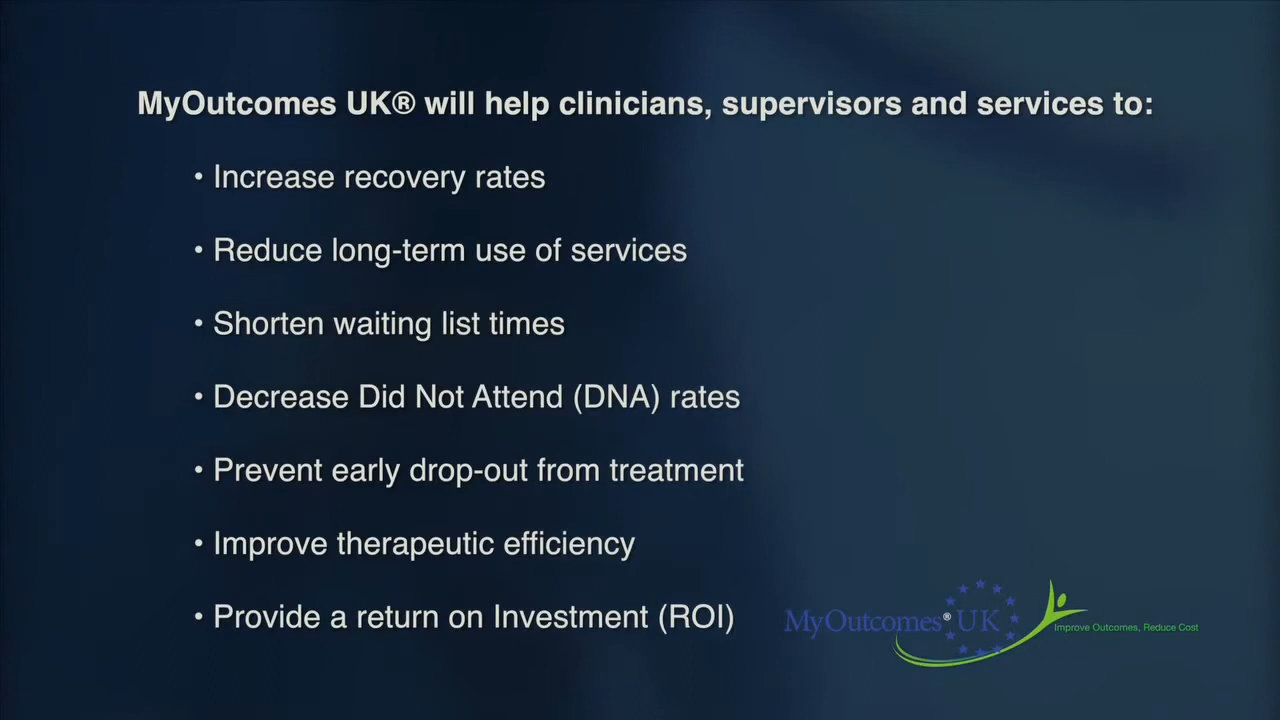 MyOutcomes UK® will help clinicians, supervisors and services to:
• Increase recovery rates
• Reduce long-term use of services
• Shorten waiting list times
• Decrease Did Not Attend (DNA) rates
• Prevent early drop-out from treatment
• Improve therapeutic efficiency
• Provide a return on Investment (ROI)
MyOutcomes® UK
Improve Outcomes, Reduce Cost